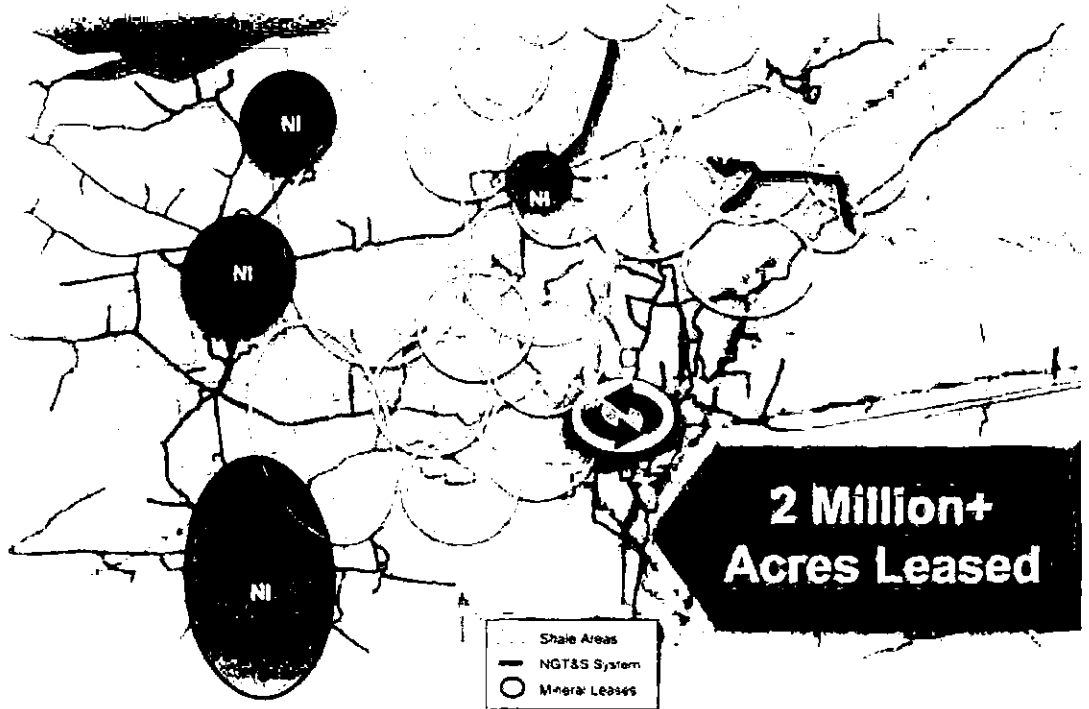 NI
NI
NI
NI
2 Million+
Acres Leased
Shale Areas
NGT&S System
Mineral Leases